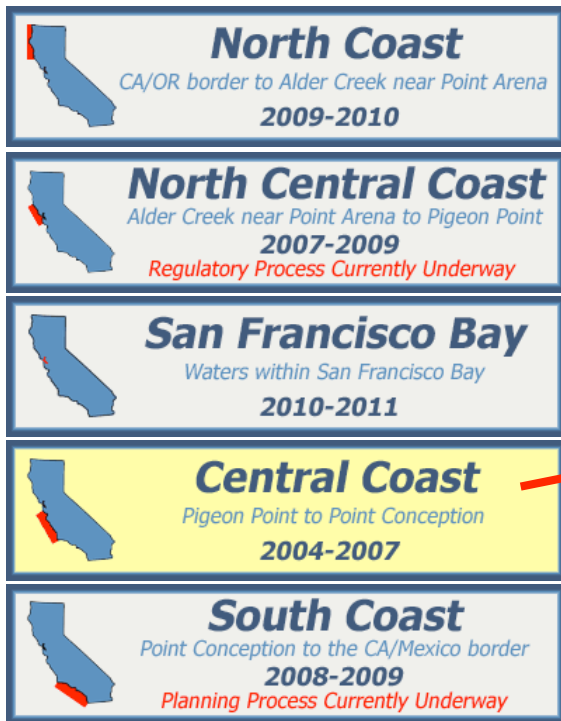 North Coast
CA/OR border to Alder Creek near Point Arena
2009-2010
North Central Coast
Alder Creek near Point Arena to Pigeon Point
2007-2009
Regulatory Process Currently Underway
San Francisco Bay
Waters within San Francisco Bay
2010-2011
Central Coast
Pigeon Point to Point Conception
2004-2007
South Coast
Point Conception to the CA/Mexico border
2008-2009
Planning Process Currently Underway